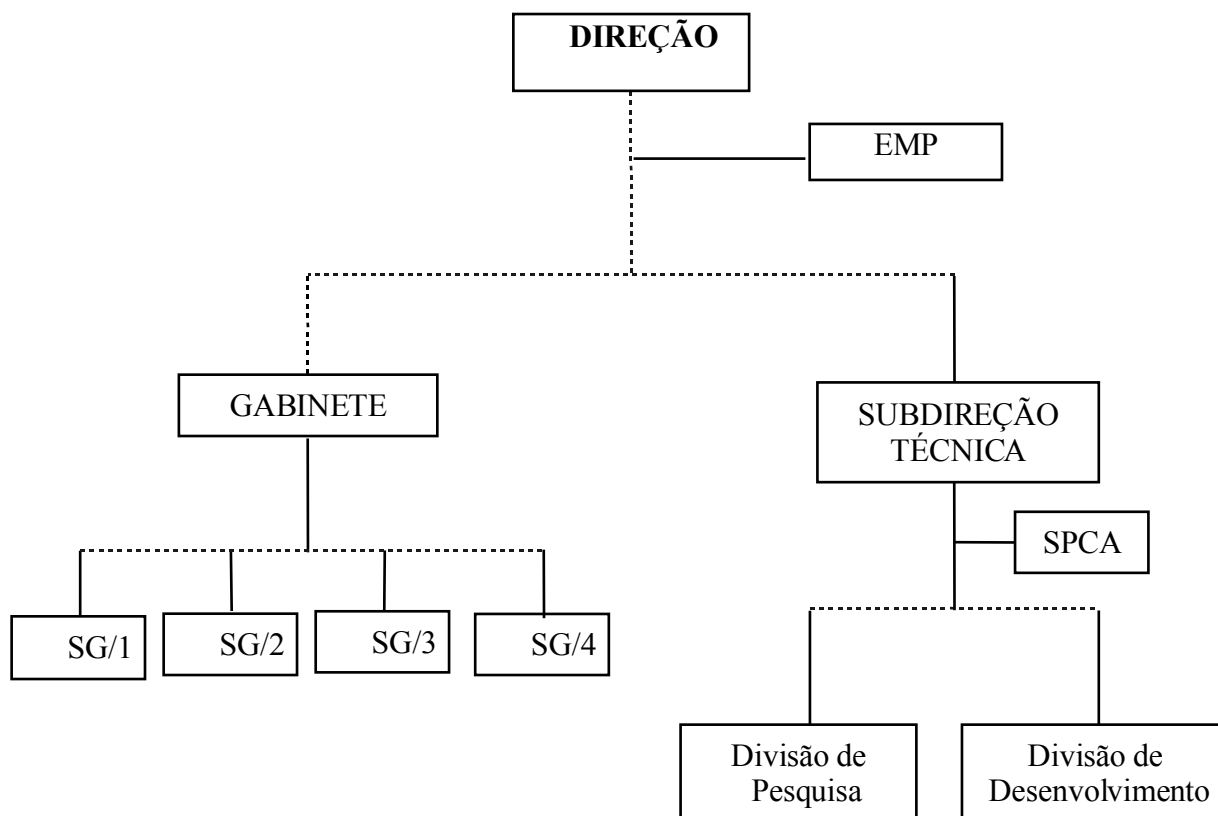 DIREÇÃO
EMP
GABINETE
SUBDIREÇÃO
TÉCNICA
SPCA
SG/1
SG/2
SG/3
SG/4
Divisão de
Pesquisa
Divisão de
Desenvolvimento